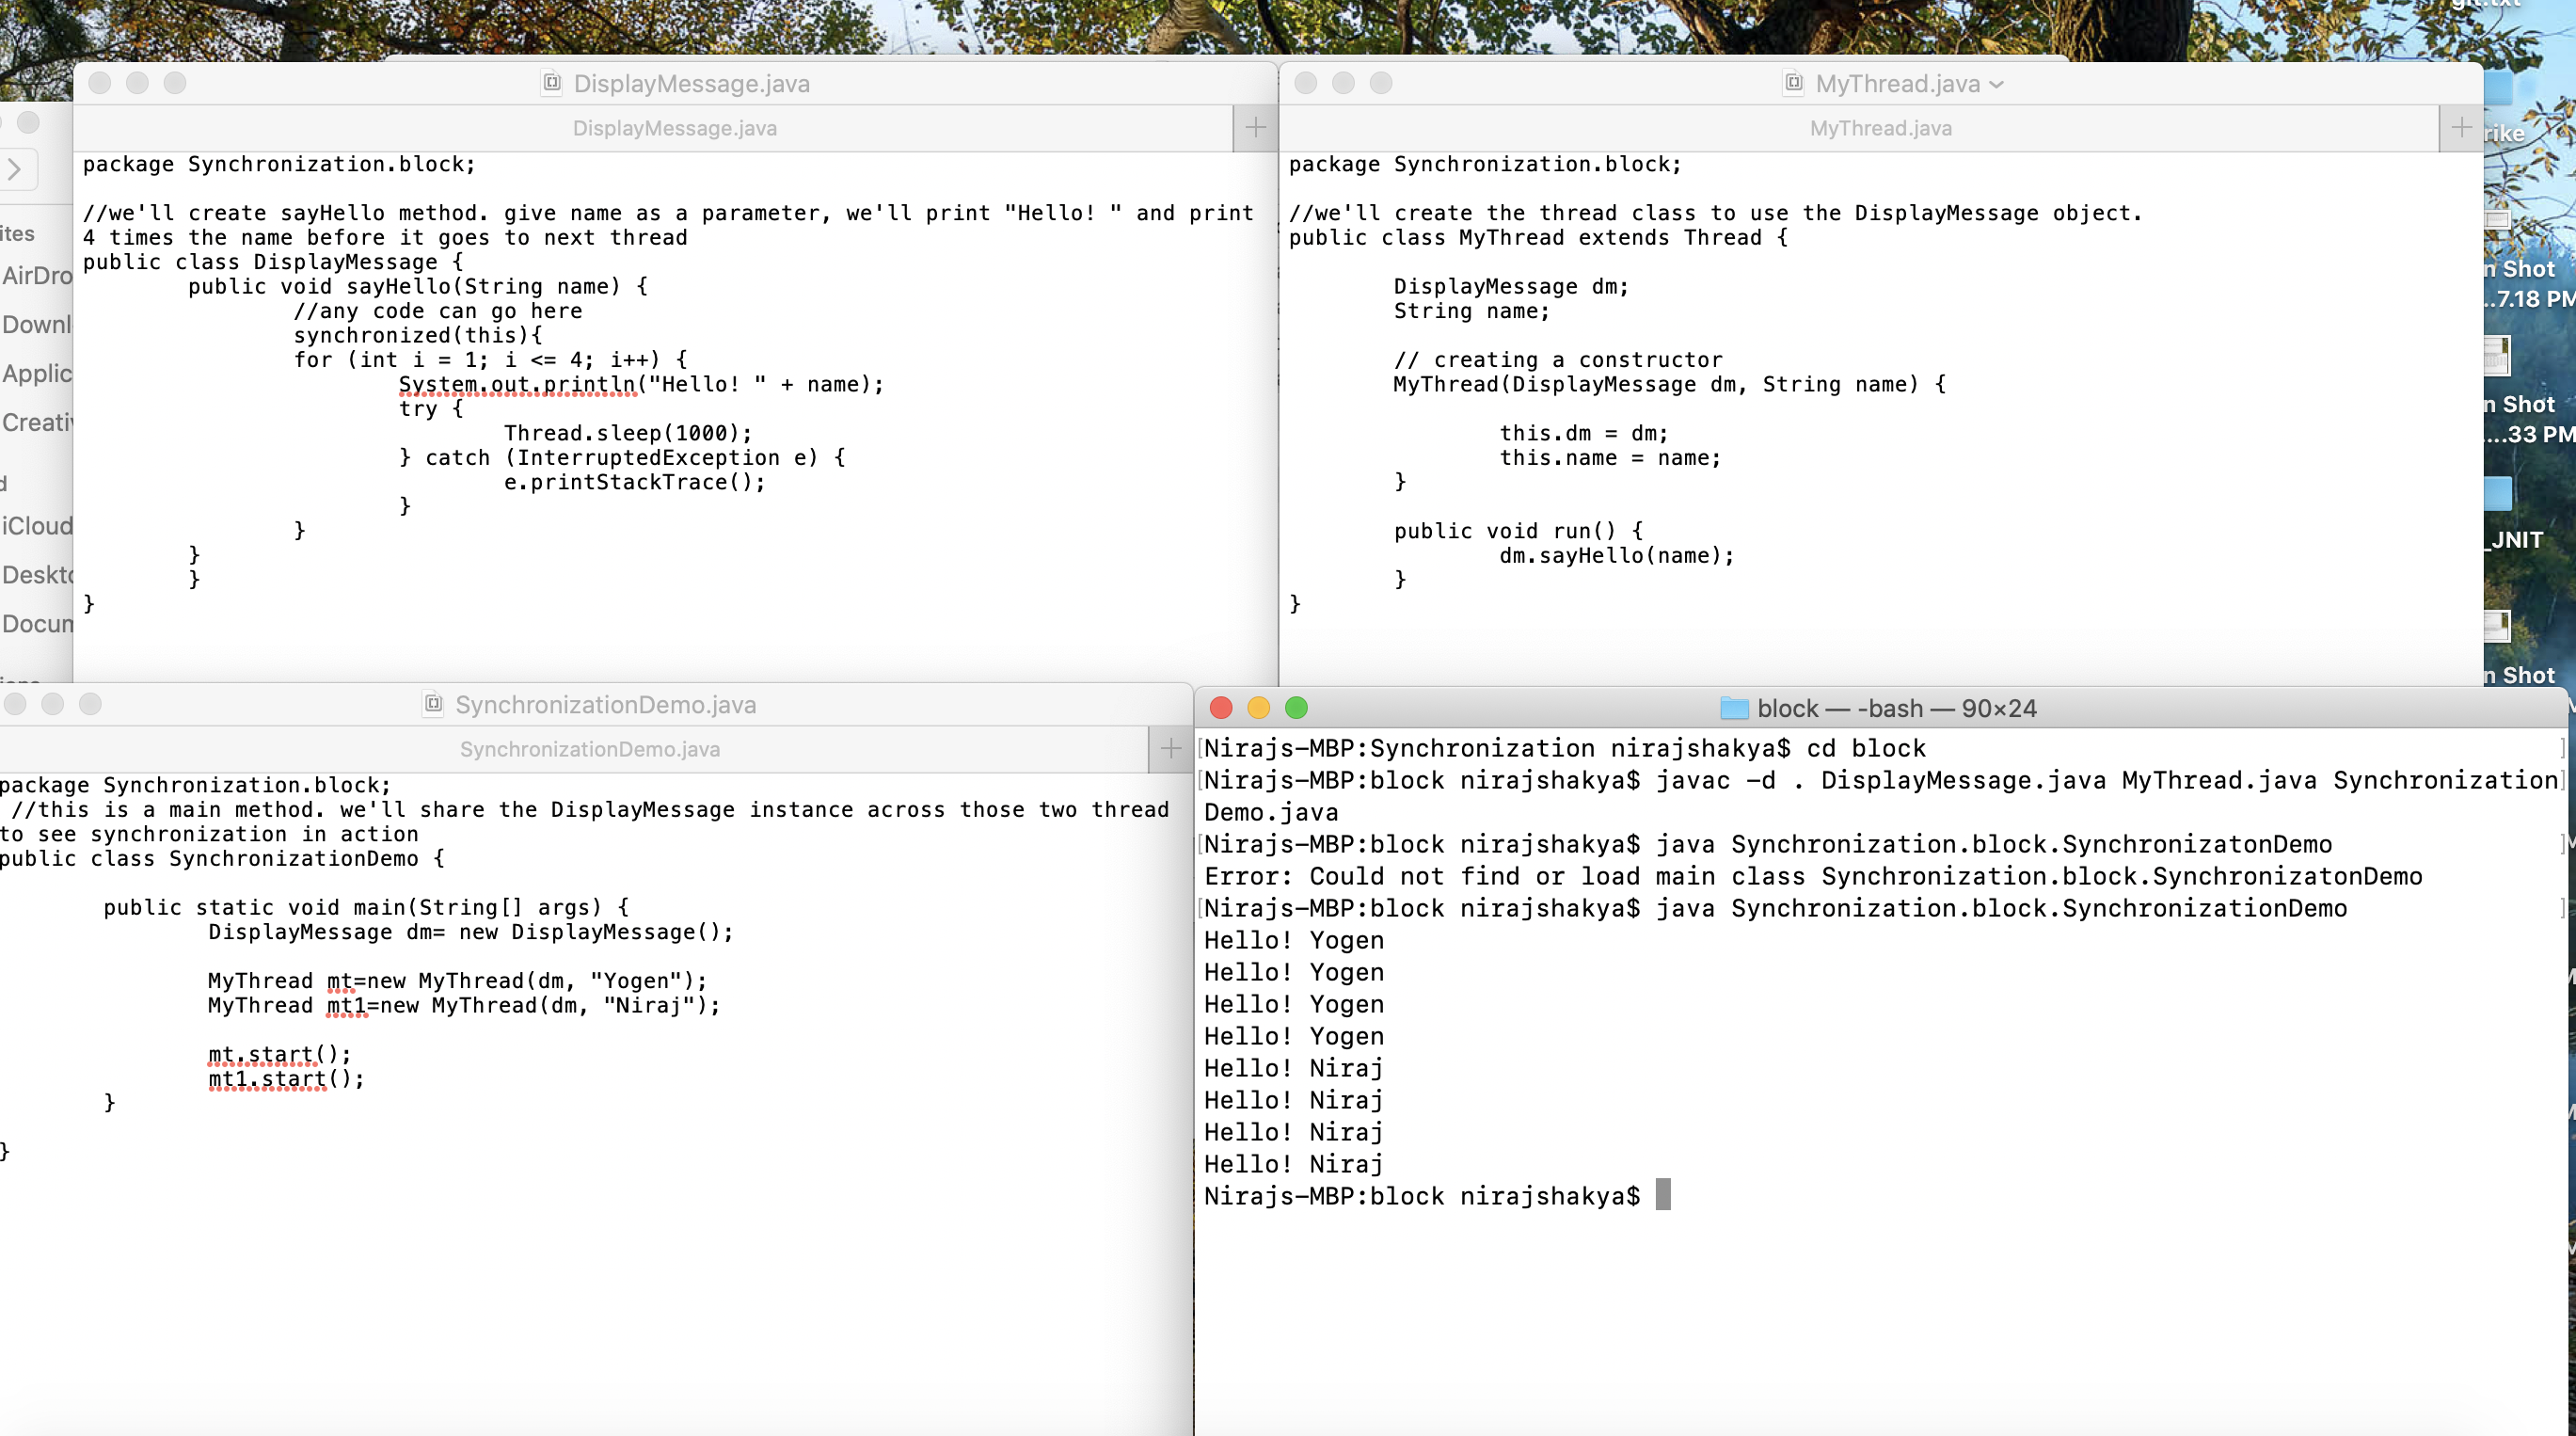 DisplayMessage.java
DisplayMessage.java
package Synchronization.block;
//we'll create sayHello method. give name as a parameter, we'll print "Hello! " and print
4 times the name before it goes to next thread
public class DisplayMessage {
public void sayHello(String name) {
//any code can go here
synchronized(this){
for (int i = 1; i <= 4; i++) {
System.out.println("Hello! " + name);
try {
Thread.sleep(1000);
} catch (InterruptedException e) {
e.printStackTrace();
}
}
}
}
}
MyThread.java
MyThread.java
package Synchronization.block;
//we'll create the thread class to use the DisplayMessage object.
public class MyThread extends Thread {
DisplayMessage dm;
String name;
// creating a constructor
MyThread(DisplayMessage dm, String name) {
this.dm = dm;
this.name = name;
}
public void run() {
dm.sayHello(name);
}
}
SynchronizationDemo.java
SynchronizationDemo.java
package Synchronization.block;
//this is a main method. we'll share the DisplayMessage instance across those two thread
to see synchronization in action
public class SynchronizationDemo {
public static void main(String[] args) {
DisplayMessage dm= new DisplayMessage();
MyThread mt=new MyThread(dm, "Yogen");
MyThread mt1=new MyThread(dm, "Niraj");
mt.start();
mt1.start();
}
}
block — -bash — 90×24
Nirajs-MBP:Synchronization nirajshakya$ cd block
Nirajs-MBP:block nirajshakya$ javac -d . DisplayMessage.java MyThread.java Synchronization
Demo.java
Nirajs-MBP:block nirajshakya$ java Synchronization.block.SynchronizatonDemo
Error: Could not find or load main class Synchronization.block.SynchronizatonDemo
Nirajs-MBP:block nirajshakya$ java Synchronization.block.SynchronizationDemo
Hello! Yogen
Hello! Yogen
Hello! Yogen
Hello! Yogen
Hello! Niraj
Hello! Niraj
Hello! Niraj
Hello! Niraj
Nirajs-MBP:block nirajshakya$
ites
AirDro
Downl
Applic
Creati
d
iCloud
Deskt
Docum
rike
n Shot
..7.18 PM
n Shot
....33 PM
_JNIT
n Shot